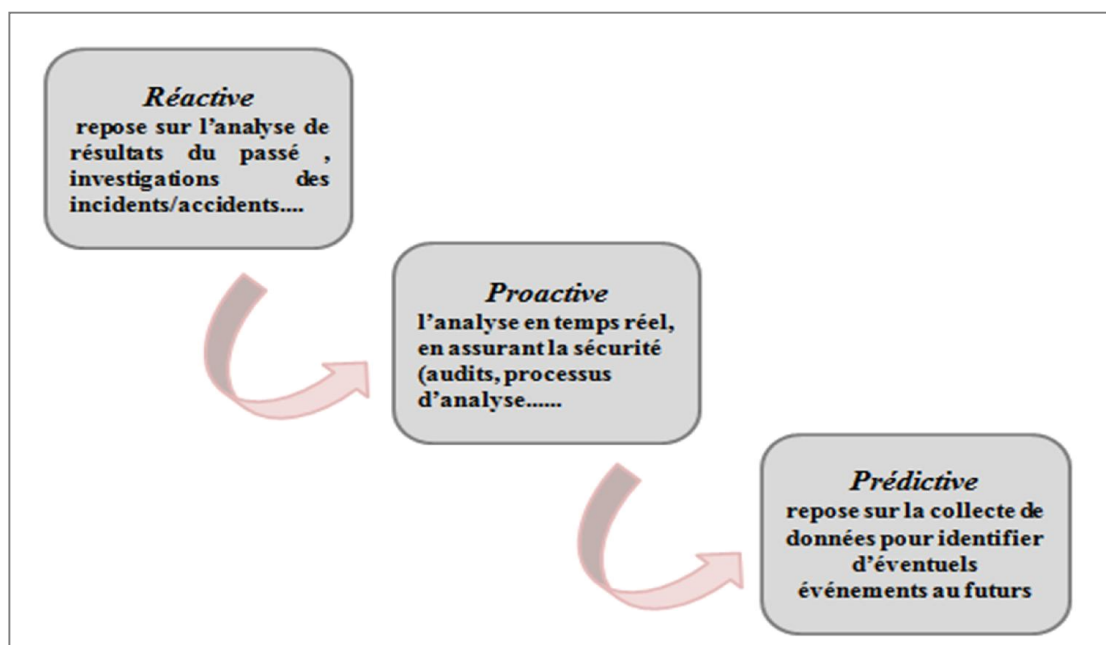 Réactive
repose sur l'analyse de
résultats du passé ,
investigations des
incidents/accidents....
Proactive
l'analyse en temps réel,
en assurant la sécurité
(audits, processus
d'analyse......
Prédictive
repose sur la collecte de
données pour identifier
d'éventuels
événements au futurs